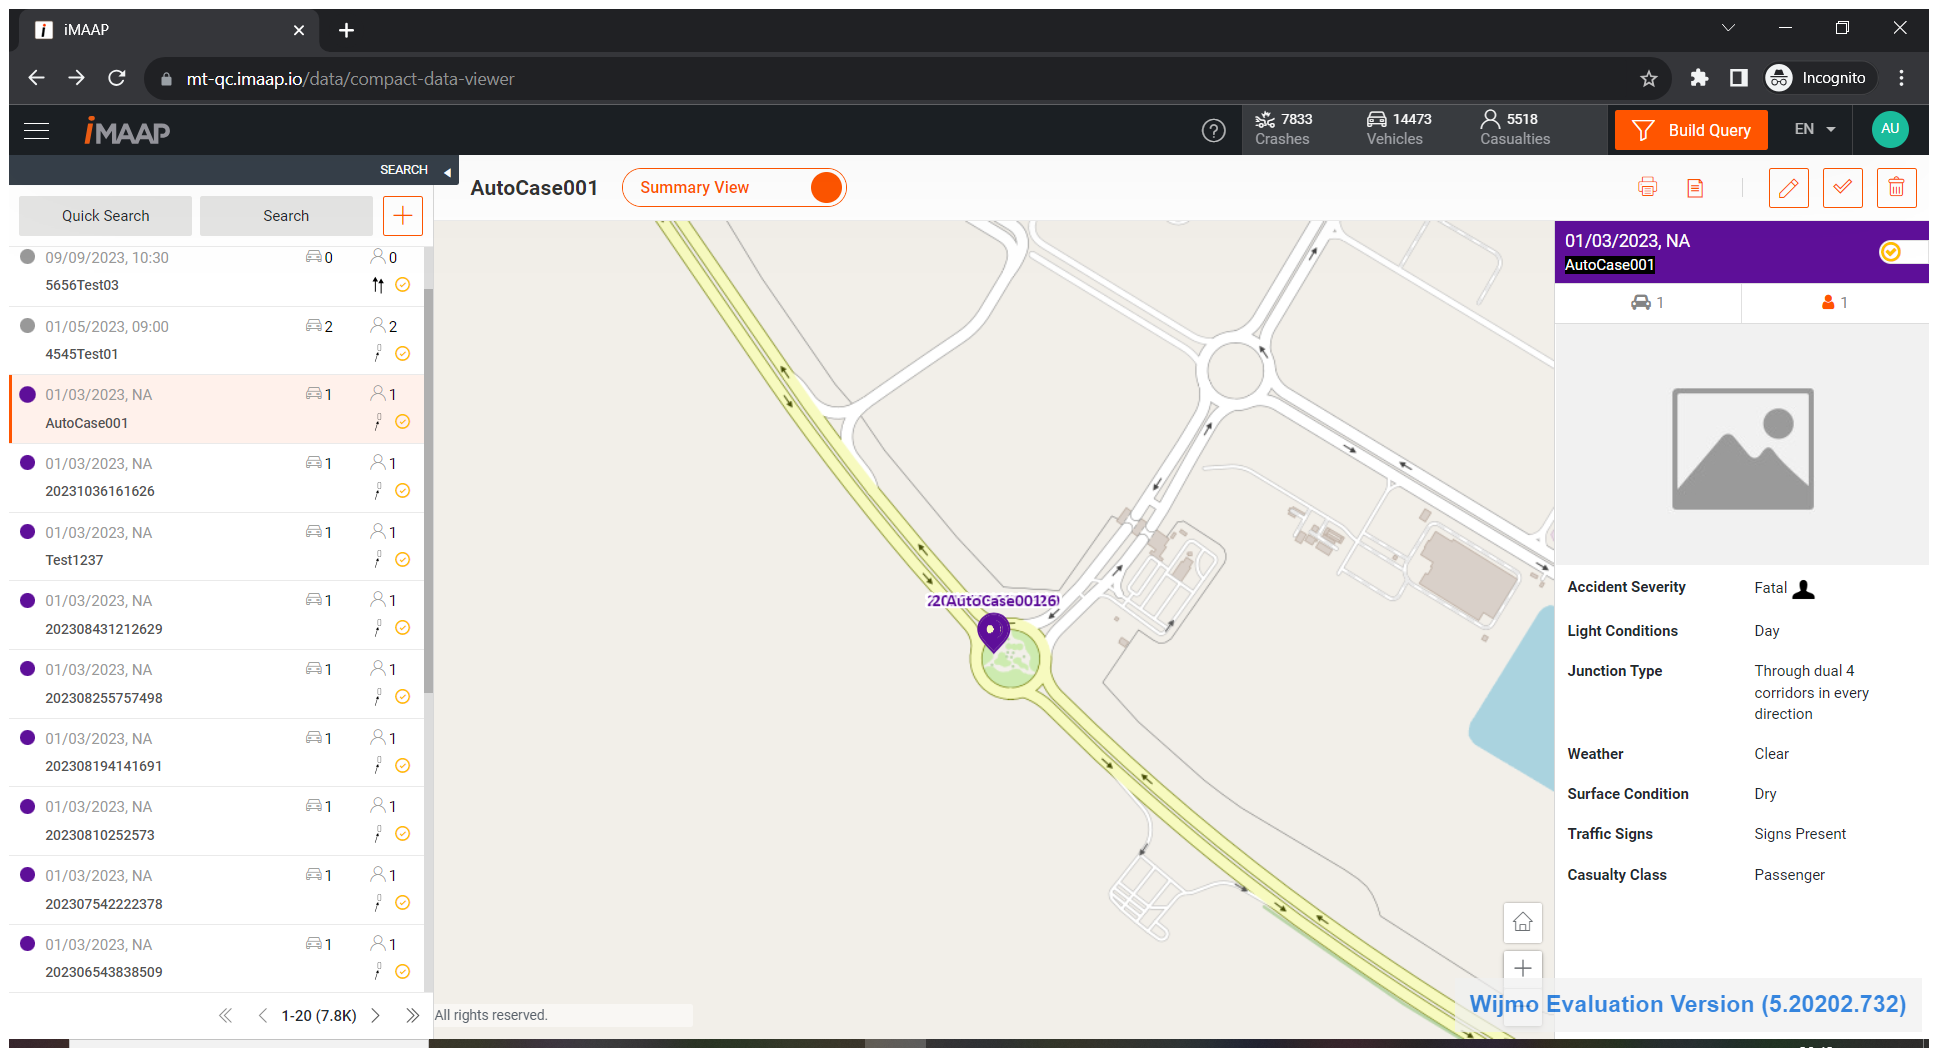 iMAAP
mt-qc.imaap.io/data/compact-data-viewer
Incognito
iMAAP
7833
Crashes
14473
Vehicles
5518
Casualties
Build Query
EN
AU
SEARCH
Quick Search
Search
AutoCase001
Summary View
09/09/2023, 10:30
0
0
5656Test03
01/05/2023, 09:00
2
2
4545Test01
01/03/2023, NA
1
1
AutoCase001
01/03/2023, NA
1
1
20231036161626
01/03/2023, NA
1
1
Test1237
01/03/2023, NA
1
1
202308431212629
01/03/2023, NA
1
1
202308255757498
01/03/2023, NA
1
1
202308194141691
01/03/2023, NA
1
1
20230810252573
01/03/2023, NA
1
1
202307542222378
01/03/2023, NA
1
1
202306543838509
1-20 (7.8K)
All rights reserved.
01/03/2023, NA
AutoCase001
1
1
Accident Severity
Fatal
Light Conditions
Day
Junction Type
Through dual 4
corridors in every
direction
Weather
Clear
Surface Condition
Dry
Traffic Signs
Signs Present
Casualty Class
Passenger
Wijmo Evaluation Version (5.20202.732)